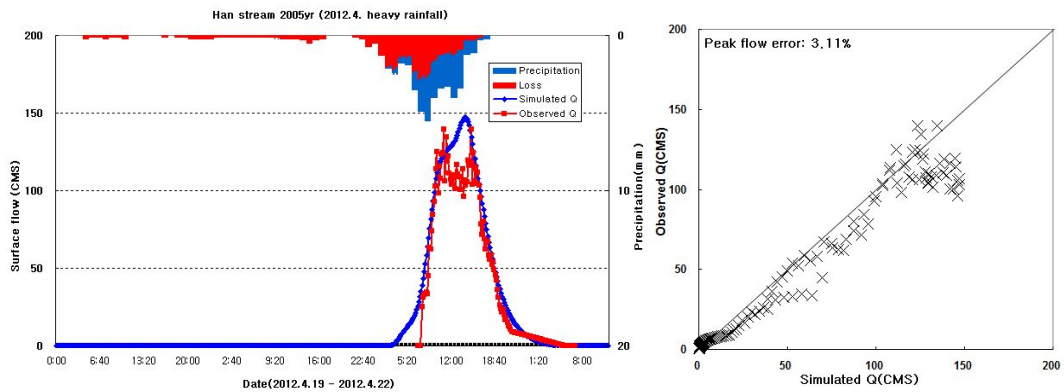 Han stream 2005yr (2012.4. heavy rainfall)
200
150
100
50
0
Surface flow (CMS)
0
10
20
Precipitation(mm)
Precipitation
Loss
Simulated Q
Observed Q
0:00 6:40 13:20 20:00 2:40 9:20 16:00 22:40 5:20 12:00 18:40 1:20 8:00
Date(2012.4.19 - 2012.4.22)
Peak flow error: 3.11%
200
150
100
50
0
Observed Q(CMS)
0 50 100 150 200
Simulated Q(CMS)